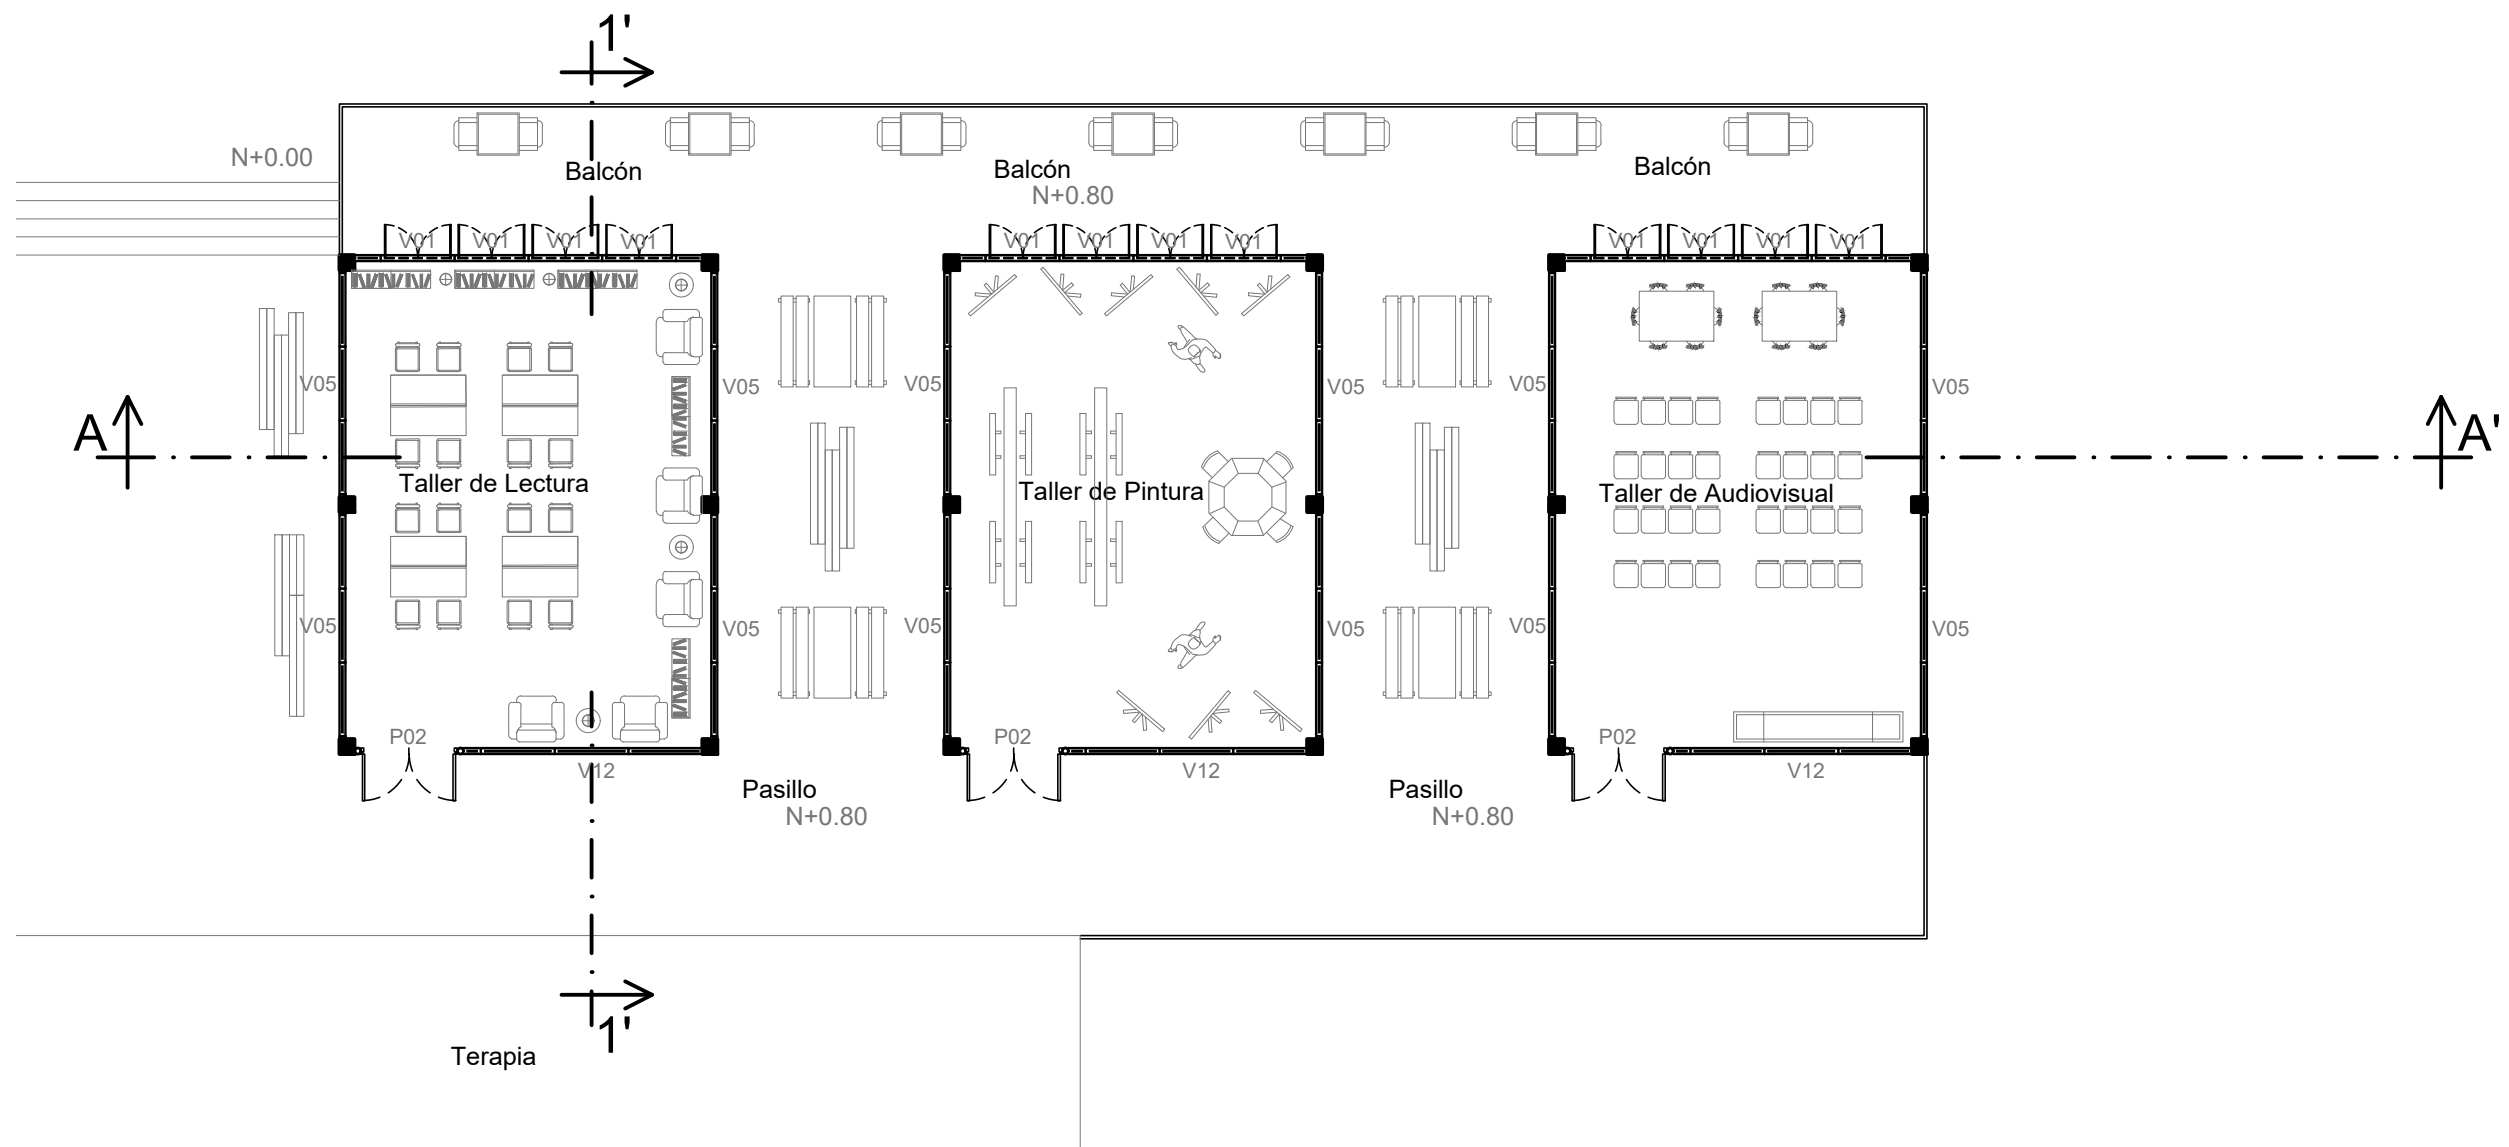 1'
N+0.00
Balcón
Balcón
Balcón
N+0.80
V01
V01
V01
V01
V01
V01
V01
V01
V01
V01
V01
V01
V05
V05
V05
V05
V05
V05
A
A'
Taller de Lectura
Taller de Pintura
Taller de Audiovisual
V05
V05
V05
V05
V05
V05
P02
P02
P02
V12
V12
V12
Pasillo
Pasillo
N+0.80
N+0.80
1'
Terapia